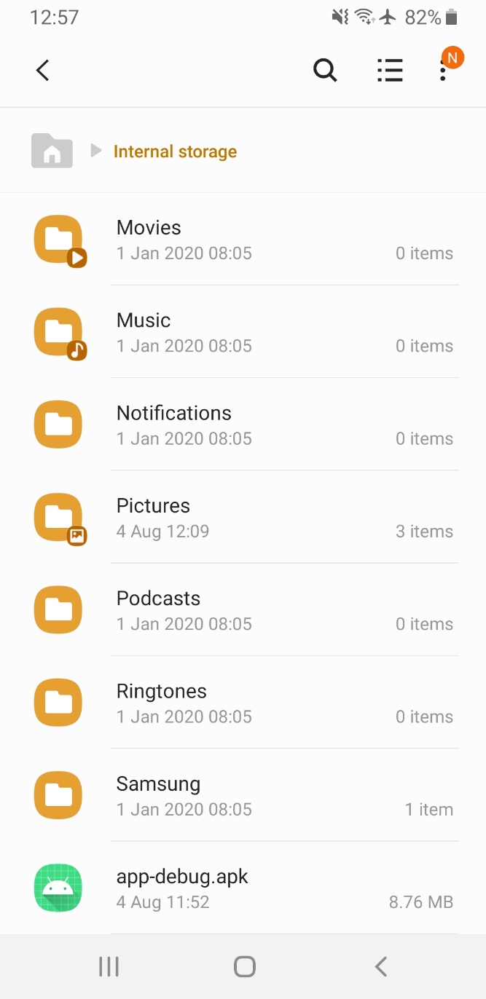 12:57 82%
N
Internal storage
Movies
1 Jan 2020 08:05 0 items
Music
1 Jan 2020 08:05 0 items
Notifications
1 Jan 2020 08:05 0 items
Pictures
4 Aug 12:09 3 items
Podcasts
1 Jan 2020 08:05 0 items
Ringtones
1 Jan 2020 08:05 0 items
Samsung
1 Jan 2020 08:05 1 item
app-debug.apk
4 Aug 11:52 8.76 MB